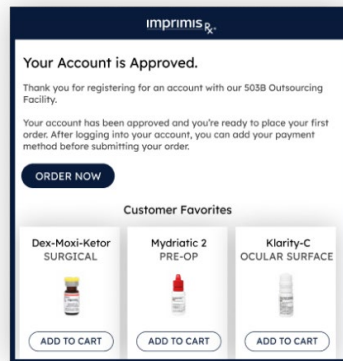 imprimis Rx
Your Account is Approved.
Thank you for registering for an account with our 503B Outsourcing
Facility.
Your account has been approved and you're ready to place your first
order. After logging into your account, you can add your payment
method before submitting your order.
ORDER NOW
Customer Favorites
Dex-Moxi-Ketor
SURGICAL
ADD TO CART
Mydriatic 2
PRE-OP
ADD TO CART
Klarity-C
OCULAR SURFACE
ADD TO CART